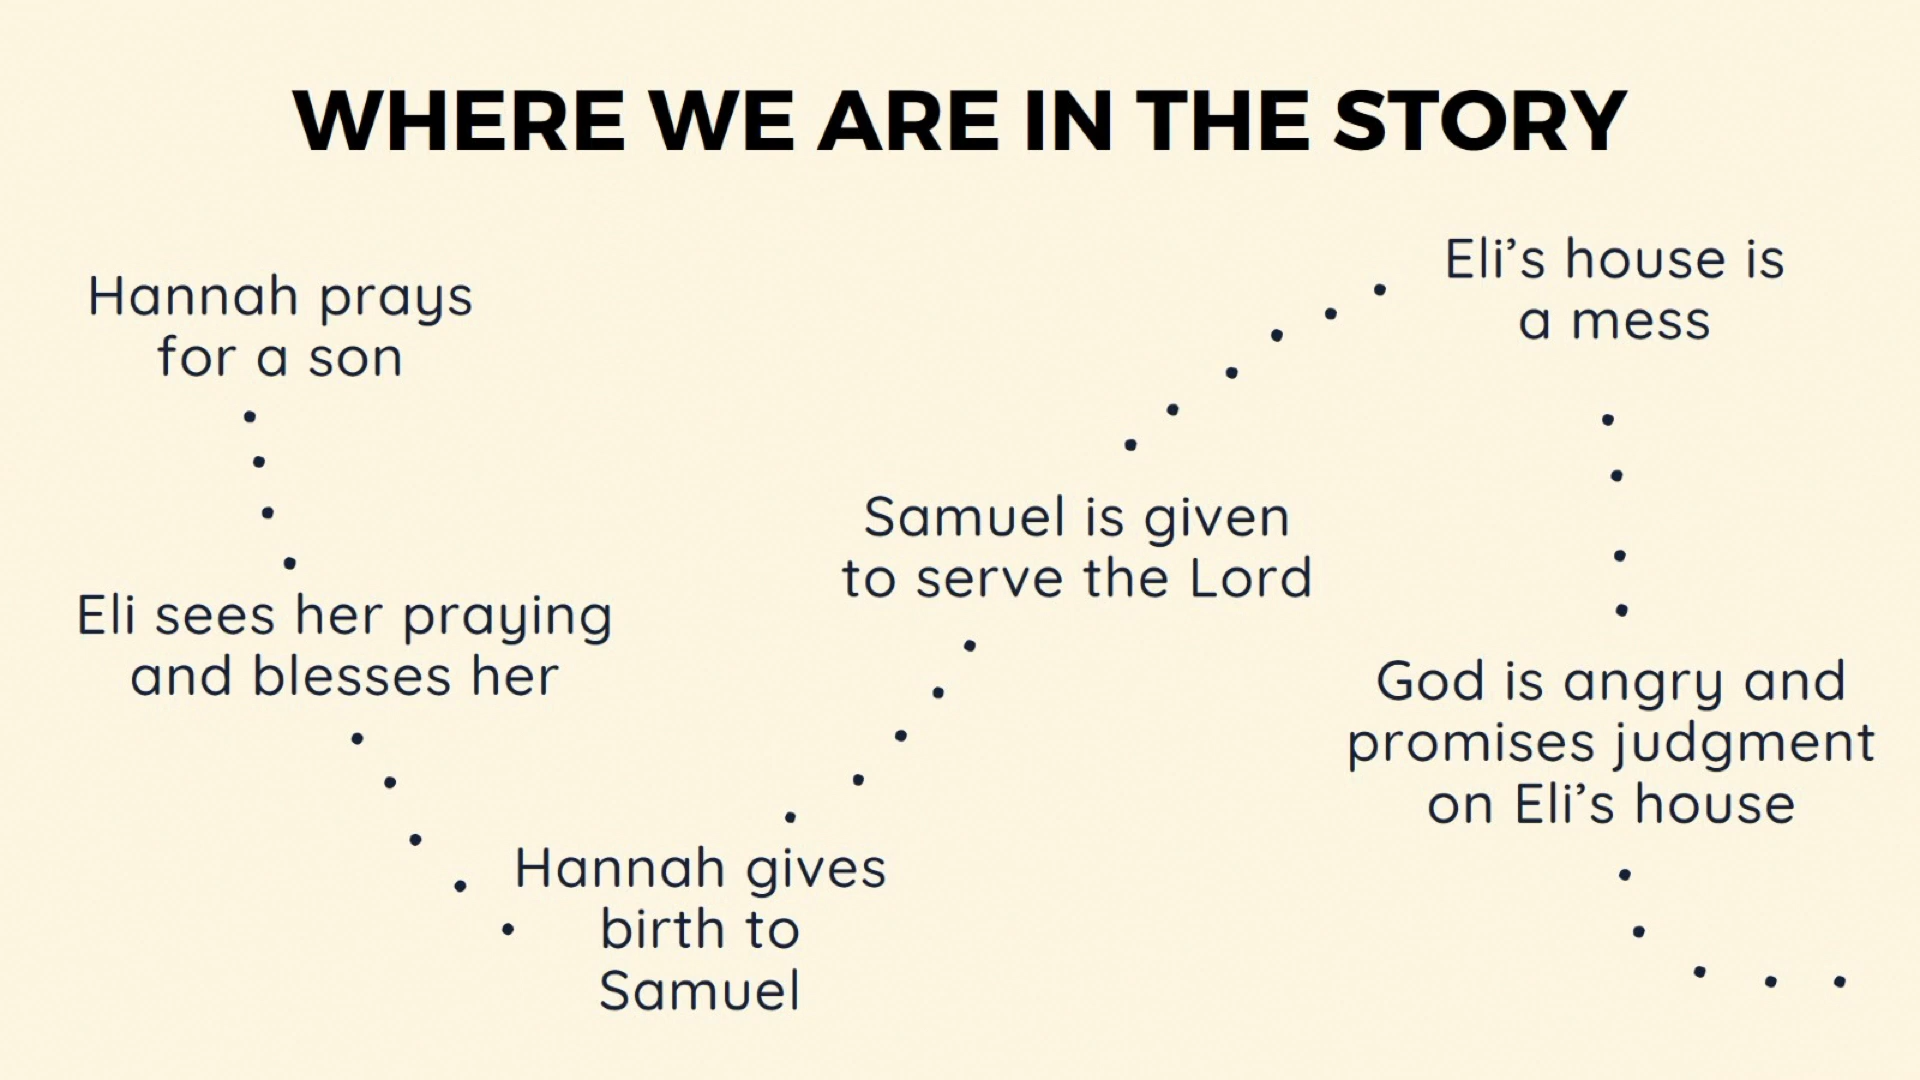 WHERE WE ARE IN THE STORY
Hannah prays
for a son
Eli sees her praying
and blesses her
Hannah gives
birth to
Samuel
Samuel is given
to serve the Lord
Eli’s house is
a mess
God is angry and
promises judgment
on Eli’s house